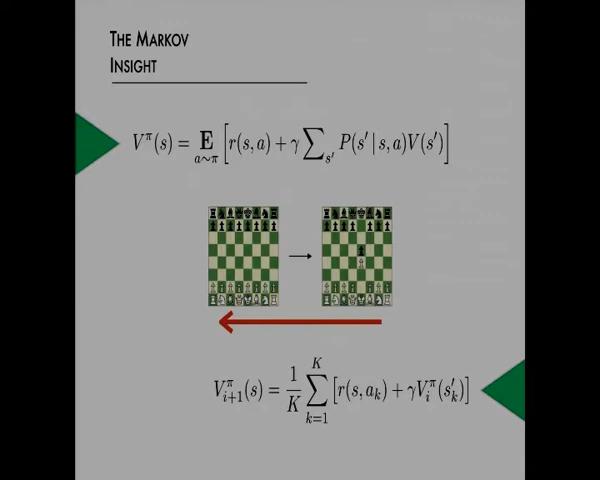 THE MARKOV
INSIGHT
V^π(s) = E_{a∼π} [ r(s, a) + γ ∑_{s′} P(s′ | s, a)V(s′) ]
V^π_{i+1}(s) = 1/K ∑_{k=1}^{K} [ r(s, a_k) + γV^π_i(s′_k) ]